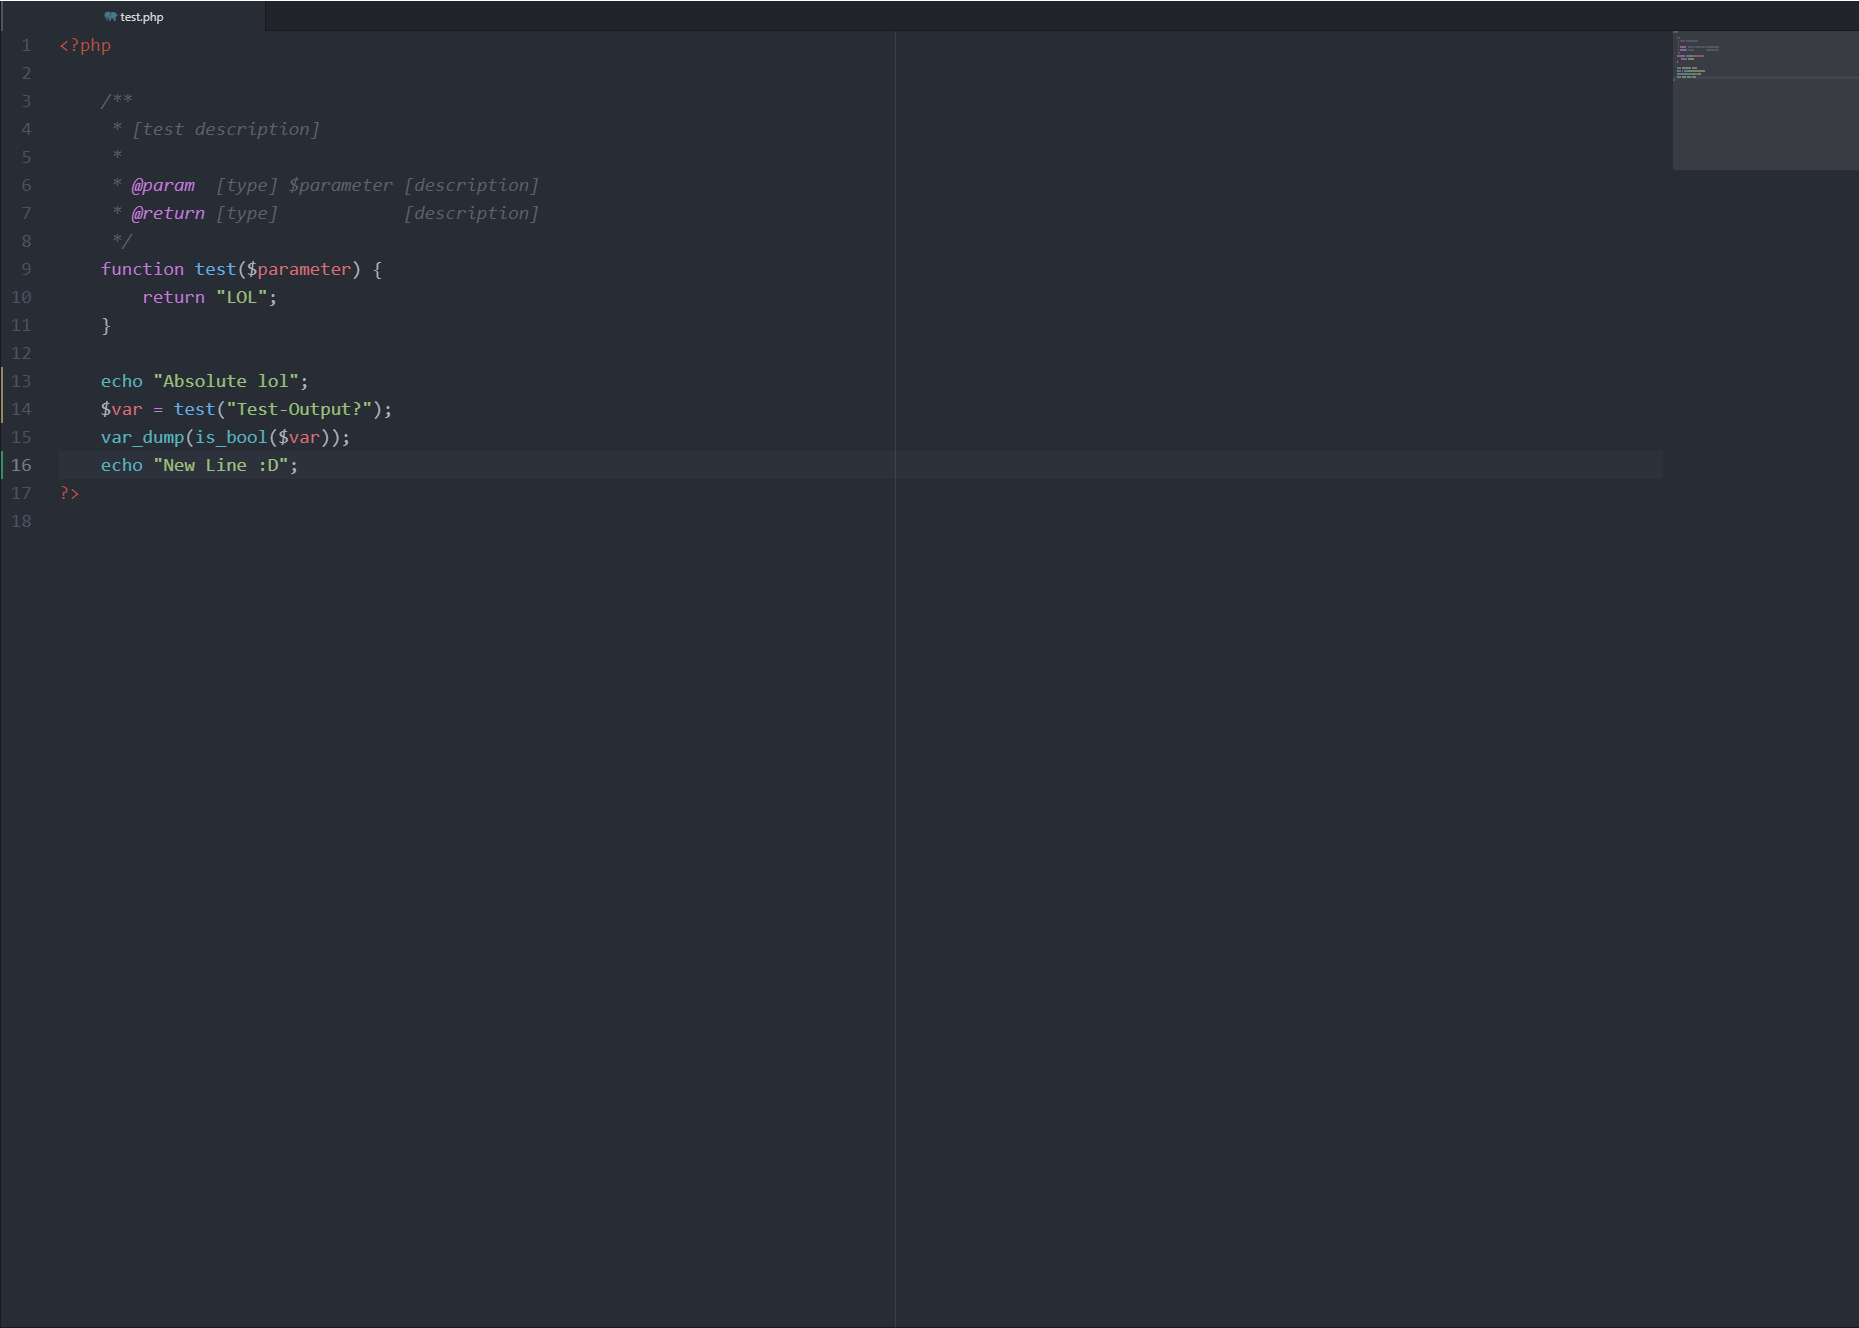 test.php
1 <?php
2
3     /**
4      * [test description]
5      *
6      * @param  [type] $parameter [description]
7      * @return [type]            [description]
8      */
9     function test($parameter) {
10         return "LOL";
11     }
12
13     echo "Absolute lol";
14     $var = test("Test-Output?");
15     var_dump(is_bool($var));
16     echo "New Line :D";
17 ?>
18